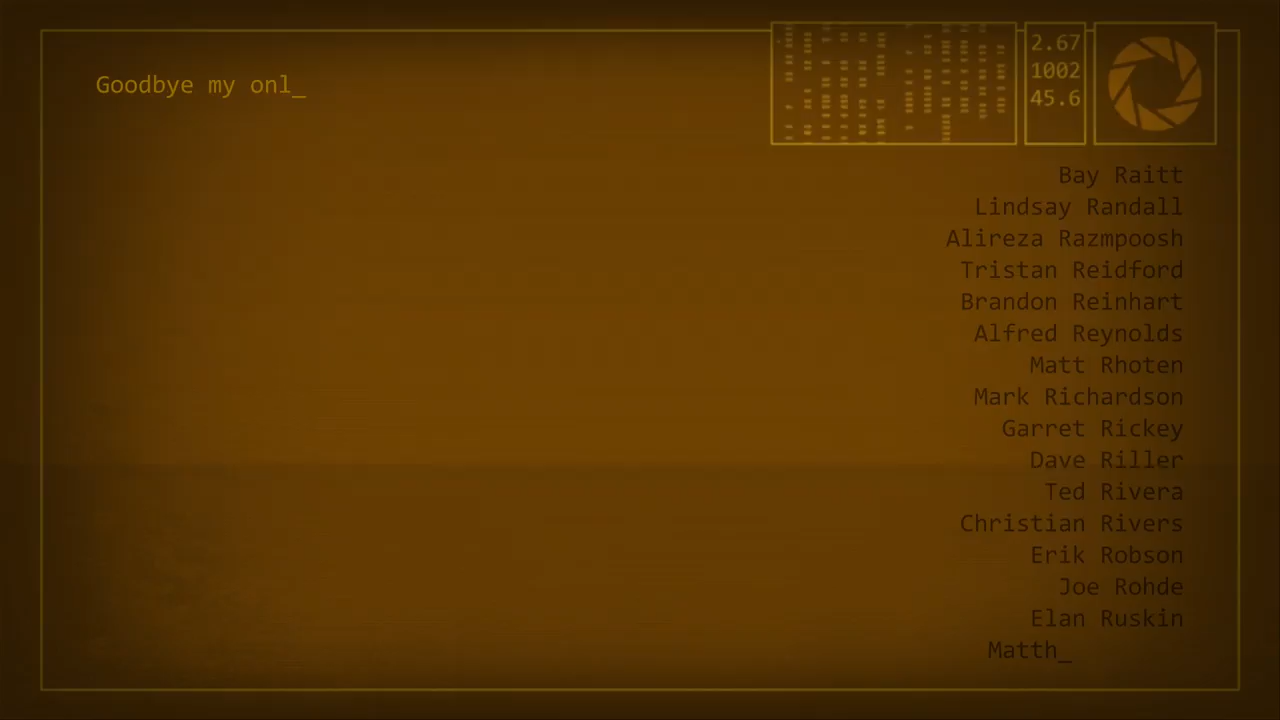 Goodbye my onl_
2.67
1002
45.6
Bay Raitt
Lindsay Randall
Alireza Razmpoosh
Tristan Reidford
Brandon Reinhart
Alfred Reynolds
Matt Rhoten
Mark Richardson
Garret Rickey
Dave Riller
Ted Rivera
Christian Rivers
Erik Robson
Joe Rohde
Elan Ruskin
Matth_